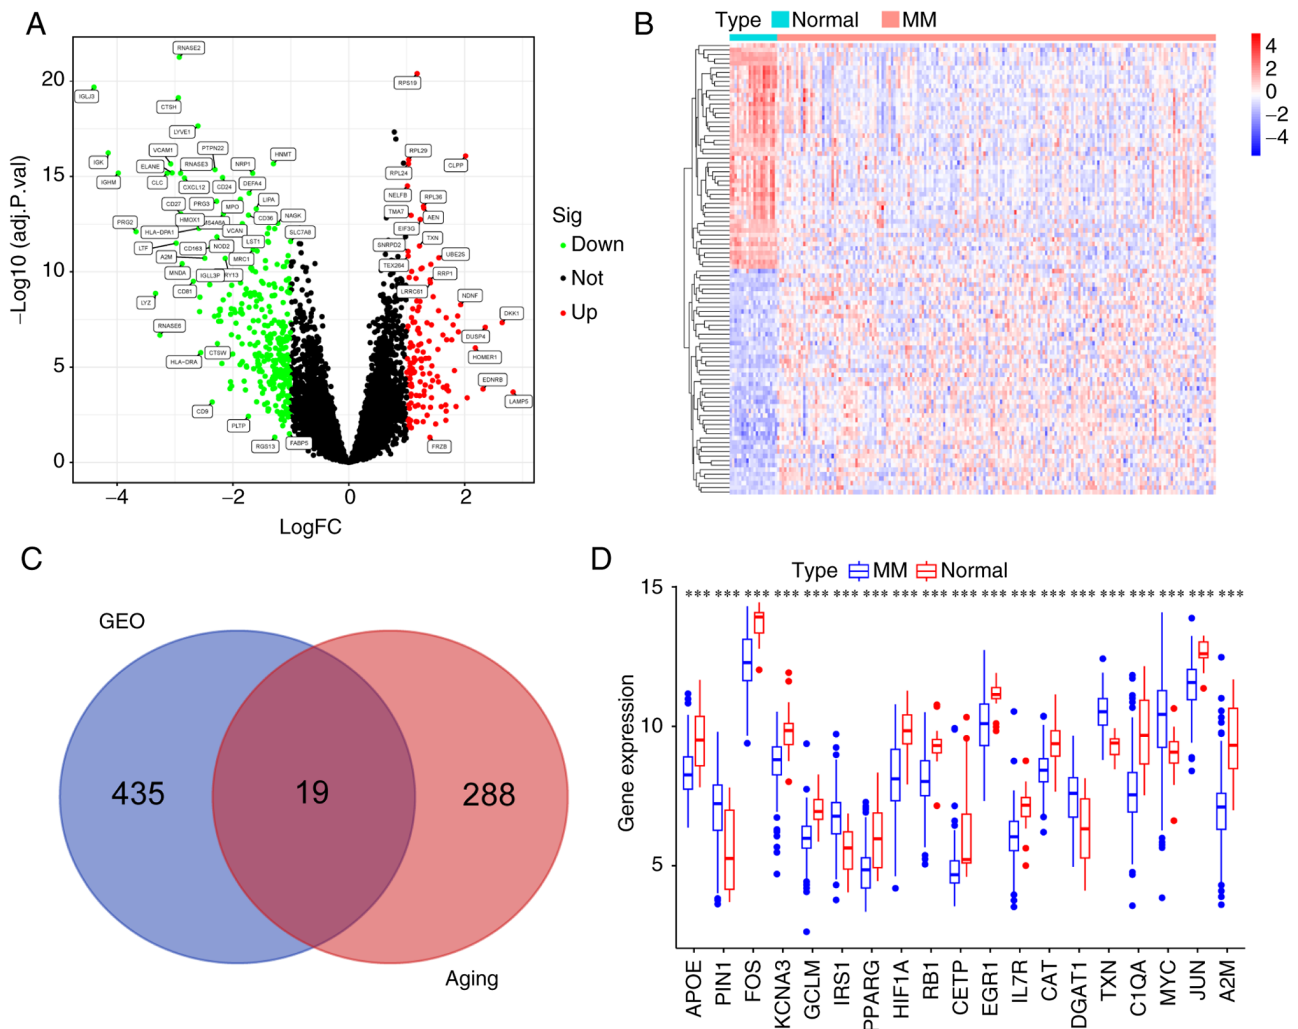 A
RNASE2
IGLJ3
CTSH
LYVE1
RPS19
VCAM1
PTPN22
HNMT
IGK
ELANE
RNASE3
NRP1
IGHM
CLC
CXCL12
CD24
DEFA4
RPL29
CLPP
RPL24
CD27
PRG3
MPO
LIPA
NELFB
RPL36
PRG2
HMOX1
MS4A6A
CD36
NAGK
TMA7
AEN
HLA-DPA1
VCAN
SLC7A8
EIF3G
TXN
LTF
CD163
NOD2
LST1
SNRPD2
UBE2S
A2M
MRC1
TEX264
MNDA
IGLL3P
RY13
RRP1
LYZ
CD81
LRRC61
NDNF
RNASE6
DKK1
DUSP4
HLA-DRA
CTSW
HOMER1
EDNRB
CD9
LAMP5
PLTP
RGS13
FABP5
FRZB
20
15
10
5
0
−4
−2
0
2
−Log10 (adj.P.val)
LogFC
Sig
Down
Not
Up
B
Type Normal MM
4
2
0
−2
−4
C
GEO
435
19
288
Aging
D
Type MM Normal
15
10
5
Gene expression
*** *** *** *** *** *** *** *** *** *** *** *** *** *** *** *** *** *** ***
APOE
PIN1
FOS
KCNA3
GCLM
IRS1
PPARG
HIF1A
RB1
CETP
EGR1
IL7R
CAT
DGAT1
TXN
C1QA
MYC
JUN
A2M